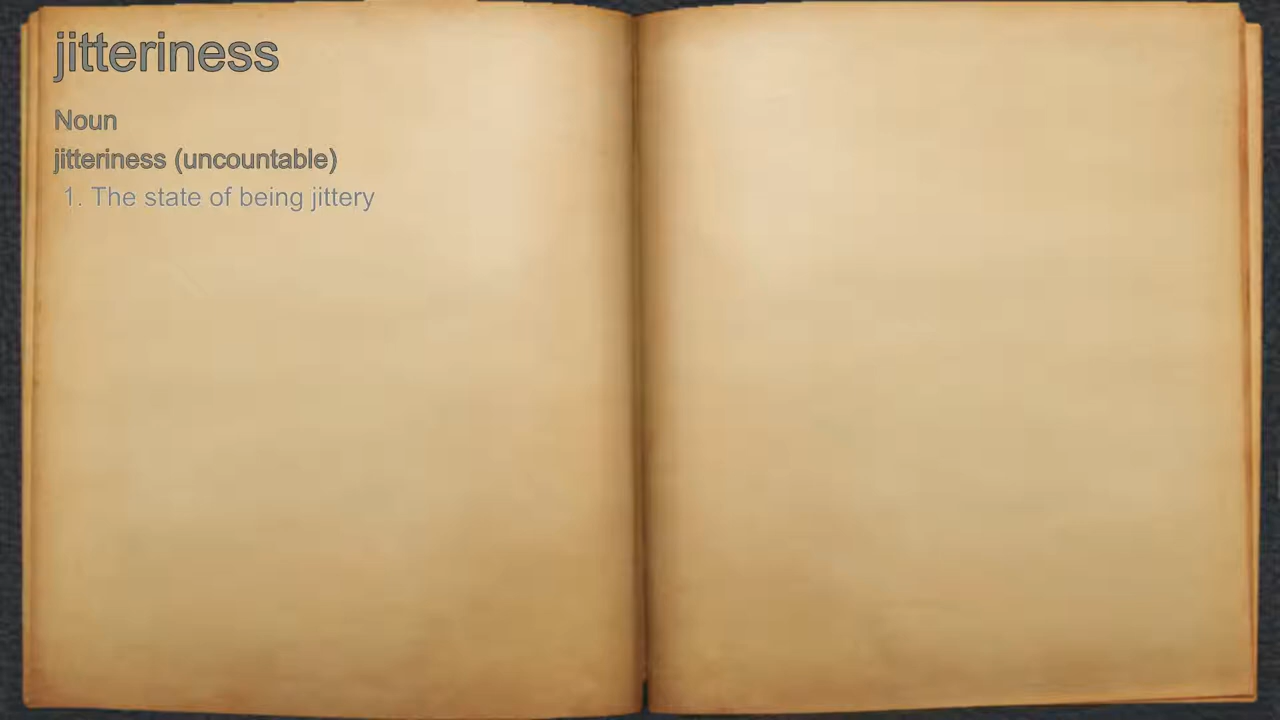 jitteriness
Noun
jitteriness (uncountable)
1. The state of being jittery